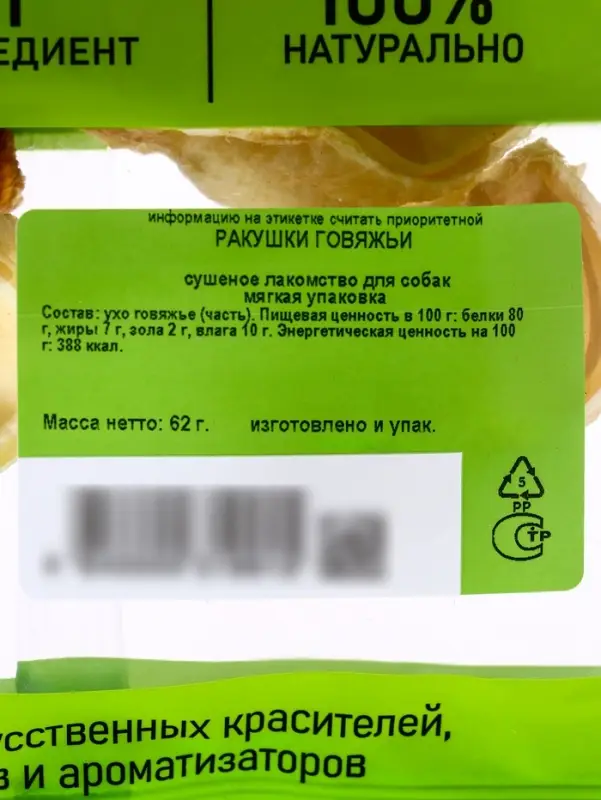 100%
ЕДИЕНТ
НАТУРАЛЬНО
информацию на этикетке считать приоритетной
РАКУШКИ ГОВЯЖЬИ
сушеное лакомство для собак
мягкая упаковка
Состав: ухо говяжье (часть). Пищевая ценность в 100 г: белки 80
г, жиры 7 г, зола 2 г, влага 10 г. Энергетическая ценность на 100
г: 388 ккал.
Масса нетто: 62 г. изготовлено и упак.
5
PP
СТР
усственных красителей,
в и ароматизаторов